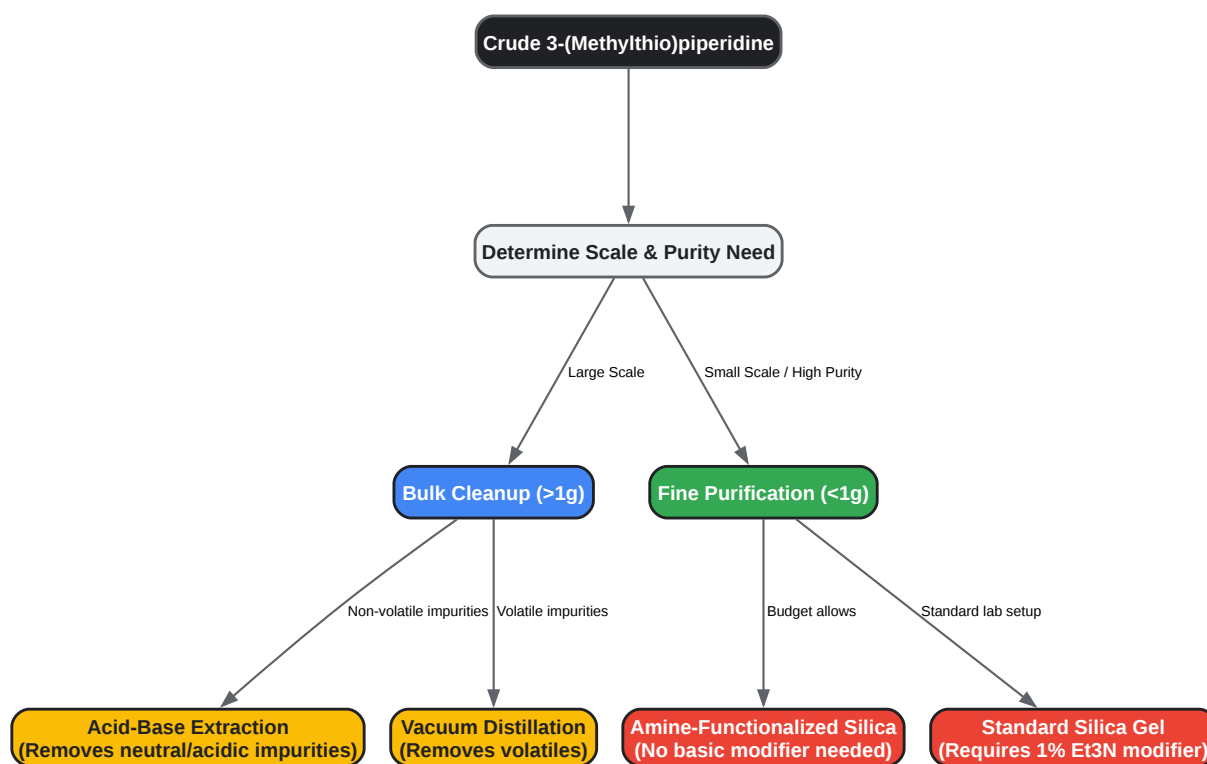 Crude 3-(Methylthio)piperidine
Determine Scale & Purity Need
Large Scale
Small Scale / High Purity
Bulk Cleanup (>1g)
Fine Purification (<1g)
Non-volatile impurities
Volatile impurities
Budget allows
Standard lab setup
Acid-Base Extraction
(Removes neutral/acidic impurities)
Vacuum Distillation
(Removes volatiles)
Amine-Functionalized Silica
(No basic modifier needed)
Standard Silica Gel
(Requires 1% Et3N modifier)